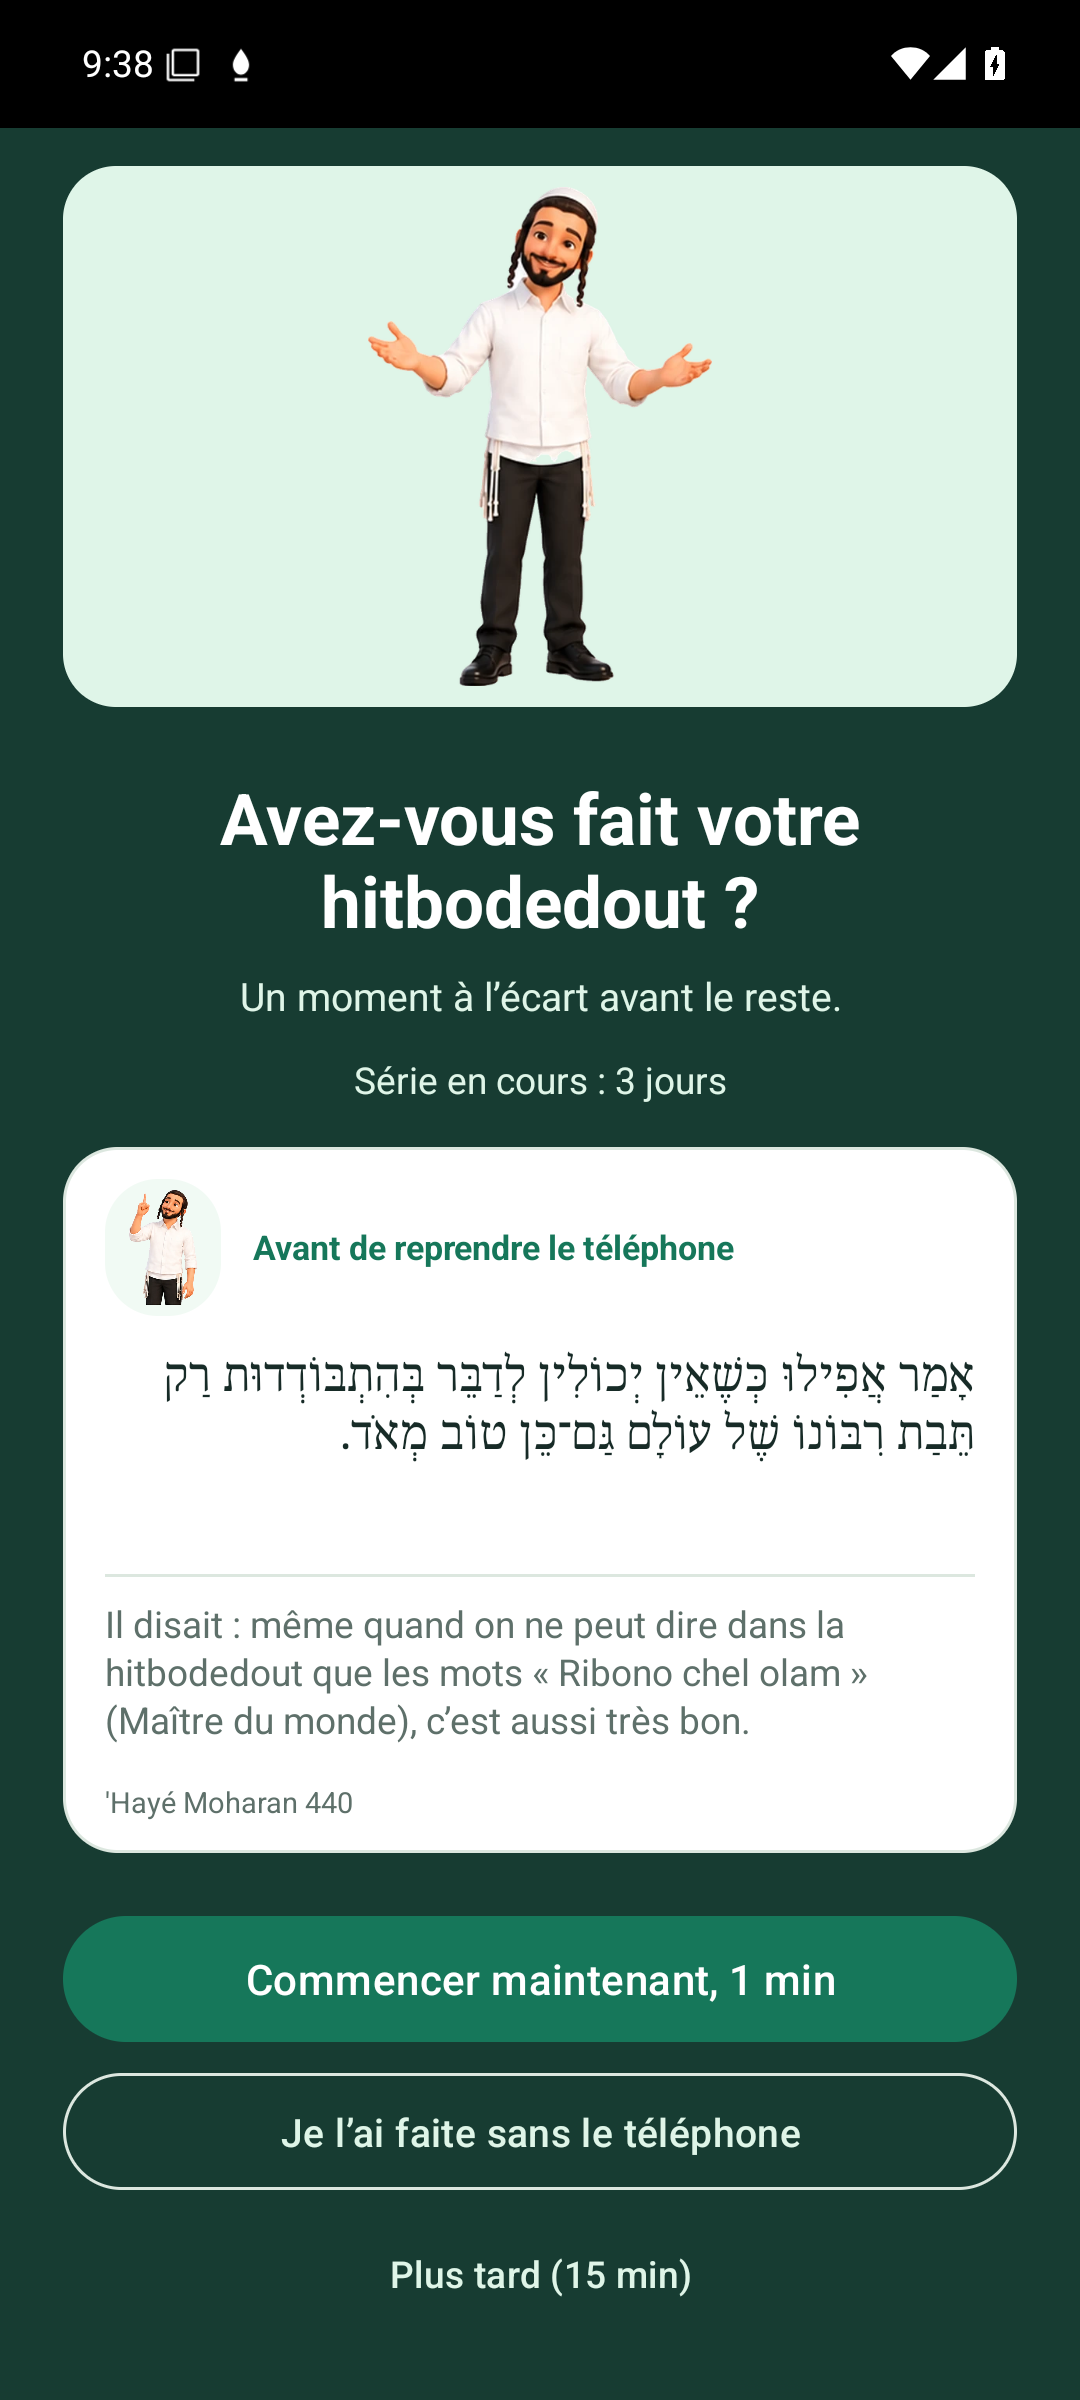 9:38
Avez-vous fait votre
hitbodedout ?
Un moment à l’écart avant le reste.
Série en cours : 3 jours
Avant de reprendre le téléphone
אָמַר אֲפִילוּ כְּשֶׁאֵין יְכוֹלִין לְדַבֵּר בְּהִתְבּוֹדְדוּת רַק
תֵּבַת רִבּוֹנוֹ שֶׁל עוֹלָם גַּם־כֵּן טוֹב מְאֹד.
Il disait : même quand on ne peut dire dans la
hitbodedout que les mots « Ribono chel olam »
(Maître du monde), c’est aussi très bon.
'Hayé Moharan 440
Commencer maintenant, 1 min
Je l’ai faite sans le téléphone
Plus tard (15 min)